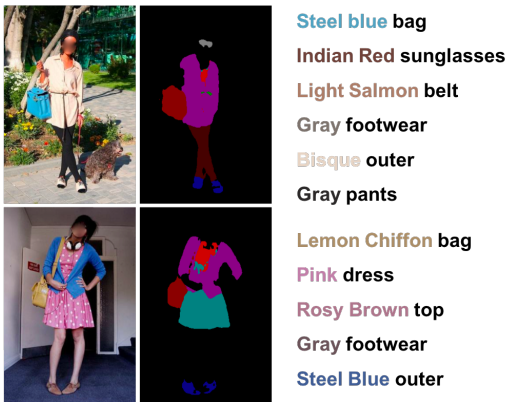 Steel blue bag
Indian Red sunglasses
Light Salmon belt
Gray footwear
Bisque outer
Gray pants
Lemon Chiffon bag
Pink dress
Rosy Brown top
Gray footwear
Steel Blue outer